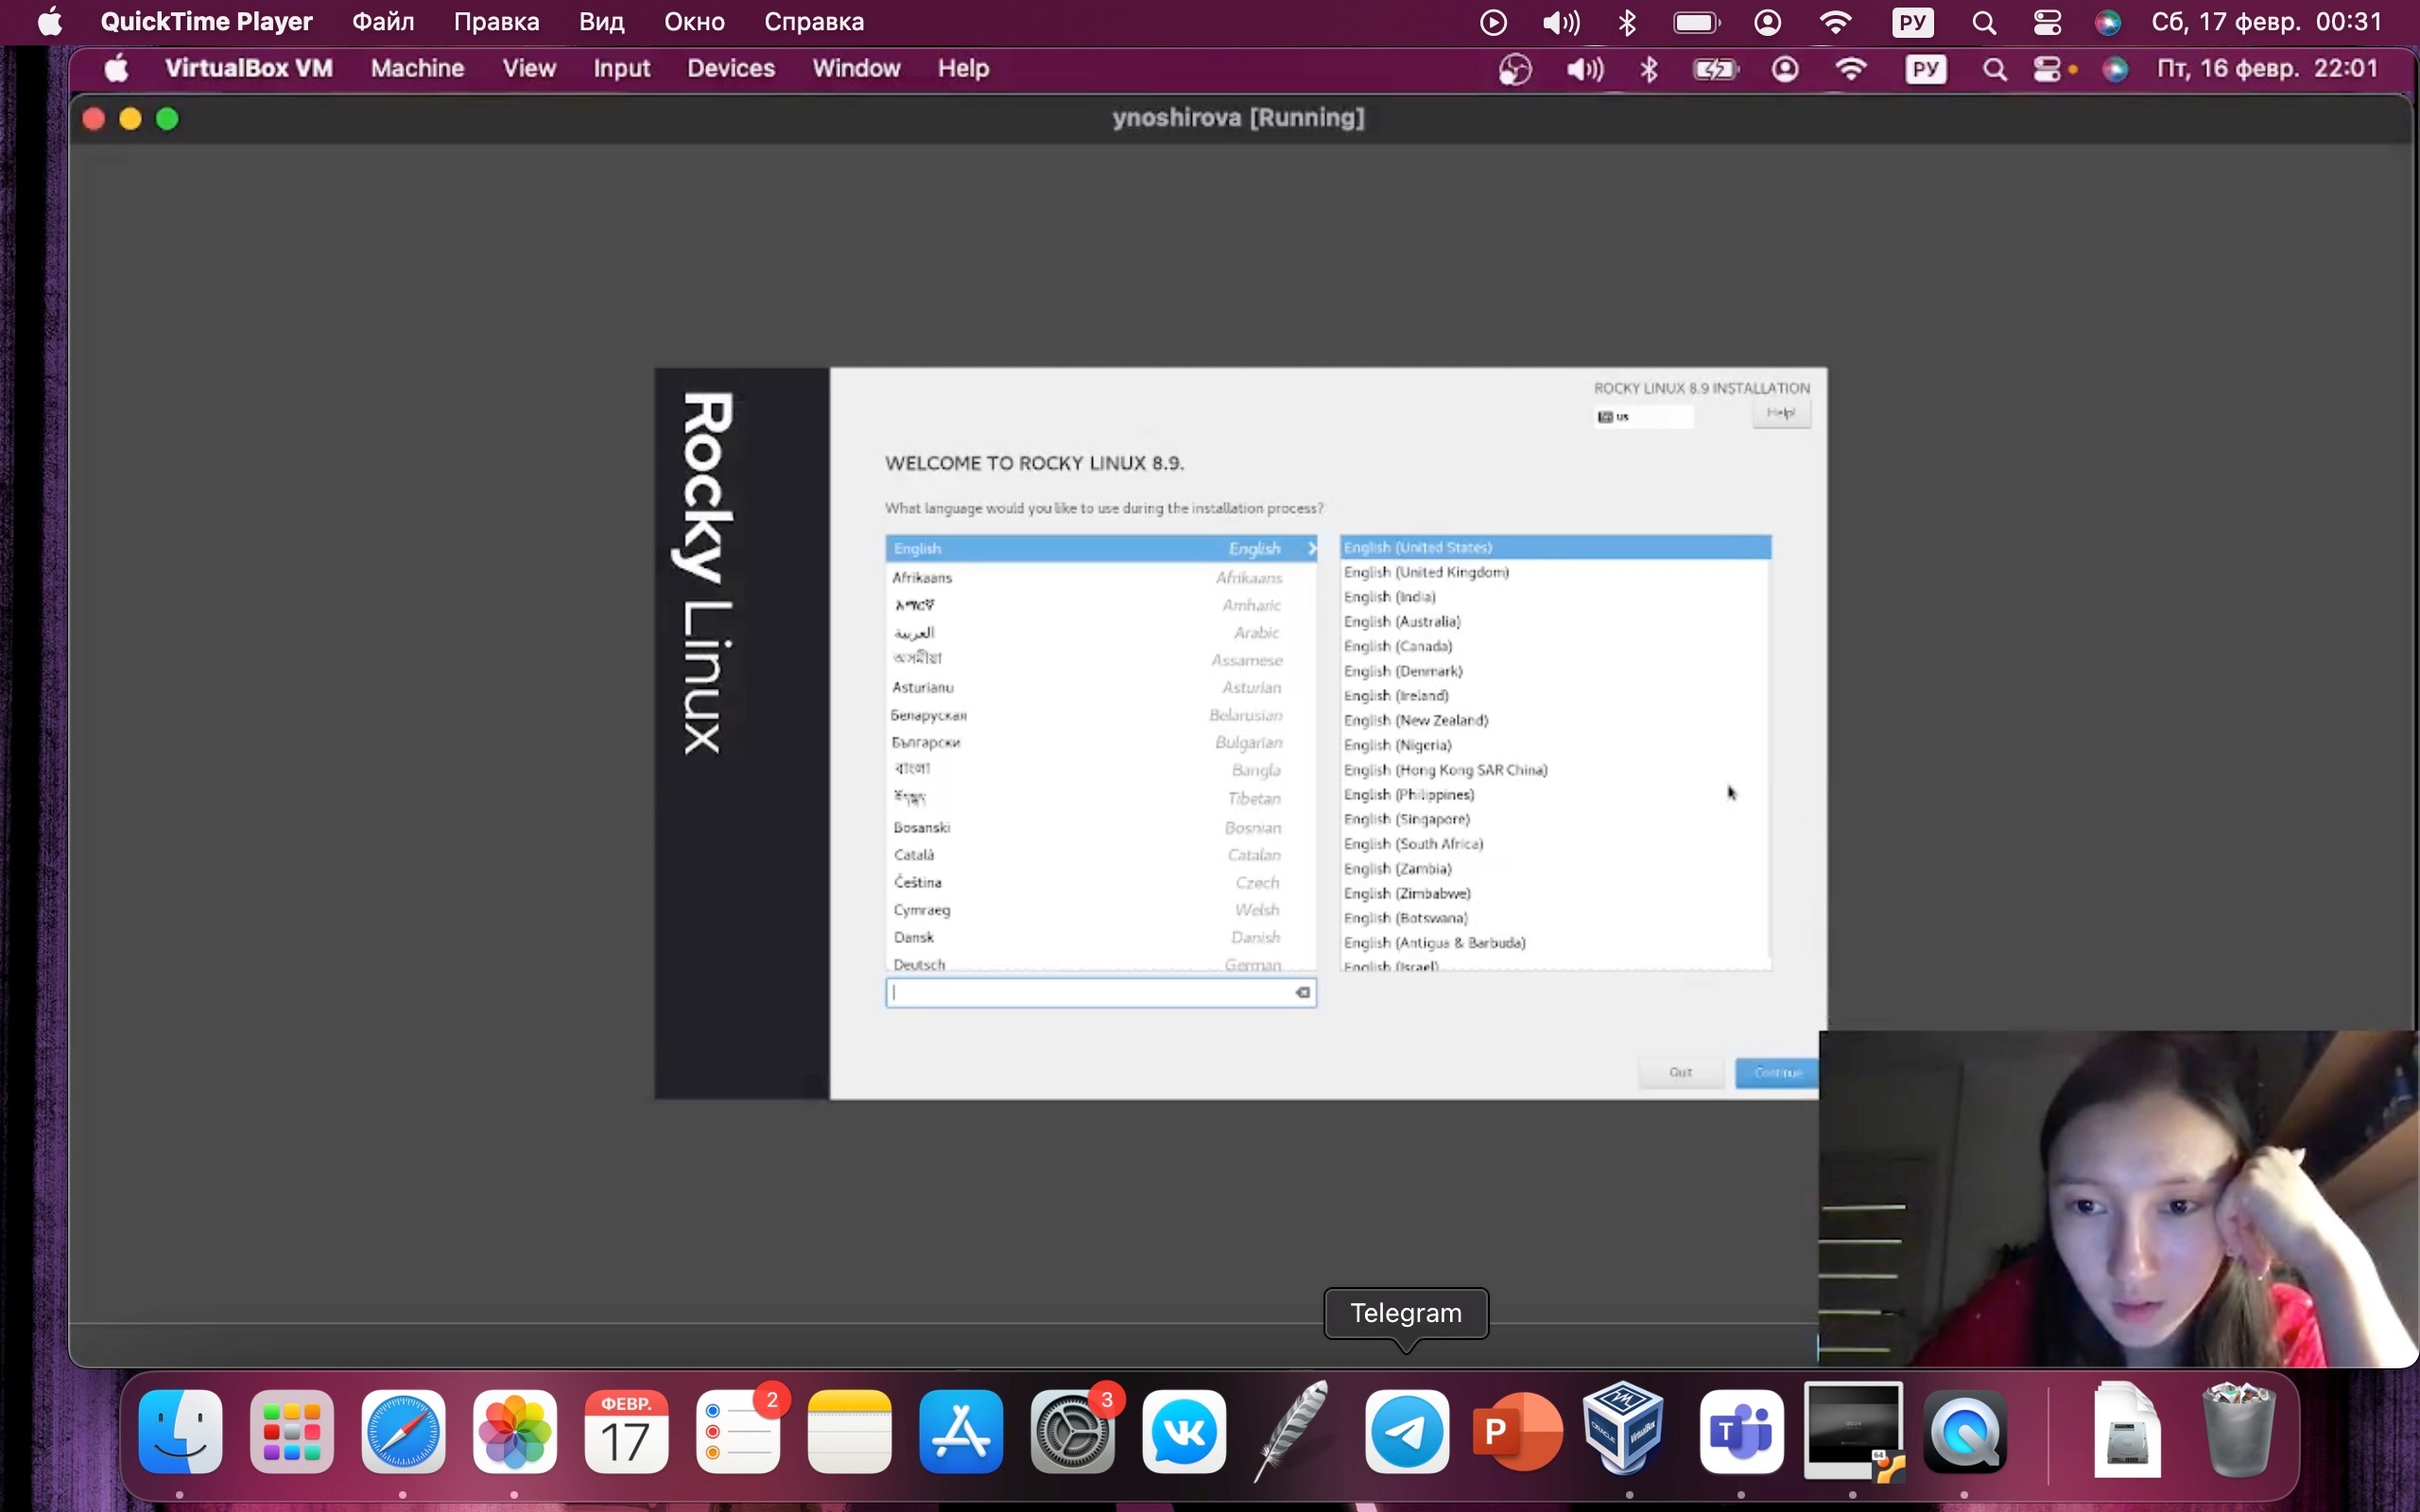 QuickTime Player Файл Правка Вид Окно Справка РУ Сб, 17 февр. 00:31
VirtualBox VM Machine View Input Devices Window Help РУ Пт, 16 февр. 22:01
ynoshirova [Running]
Rocky Linux
ROCKY LINUX 8.9 INSTALLATION
us Help!
WELCOME TO ROCKY LINUX 8.9.
What language would you like to use during the installation process?
English English
Afrikaans Afrikaans
አማርኛ Amharic
العربية Arabic
অসমীয়া Assamese
Asturianu Asturian
Беларуская Belarusian
Български Bulgarian
বাংলা Bangla
Tibetan
Bosanski Bosnian
Català Catalan
Čeština Czech
Cymraeg Welsh
Dansk Danish
Deutsch German
English (United States)
English (United Kingdom)
English (India)
English (Australia)
English (Canada)
English (Denmark)
English (Ireland)
English (New Zealand)
English (Nigeria)
English (Hong Kong SAR China)
English (Philippines)
English (Singapore)
English (South Africa)
English (Zambia)
English (Zimbabwe)
English (Botswana)
English (Antigua & Barbuda)
English (Israel)
Quit Continue
Telegram
ФЕВР.
17
2
3
P
T
64